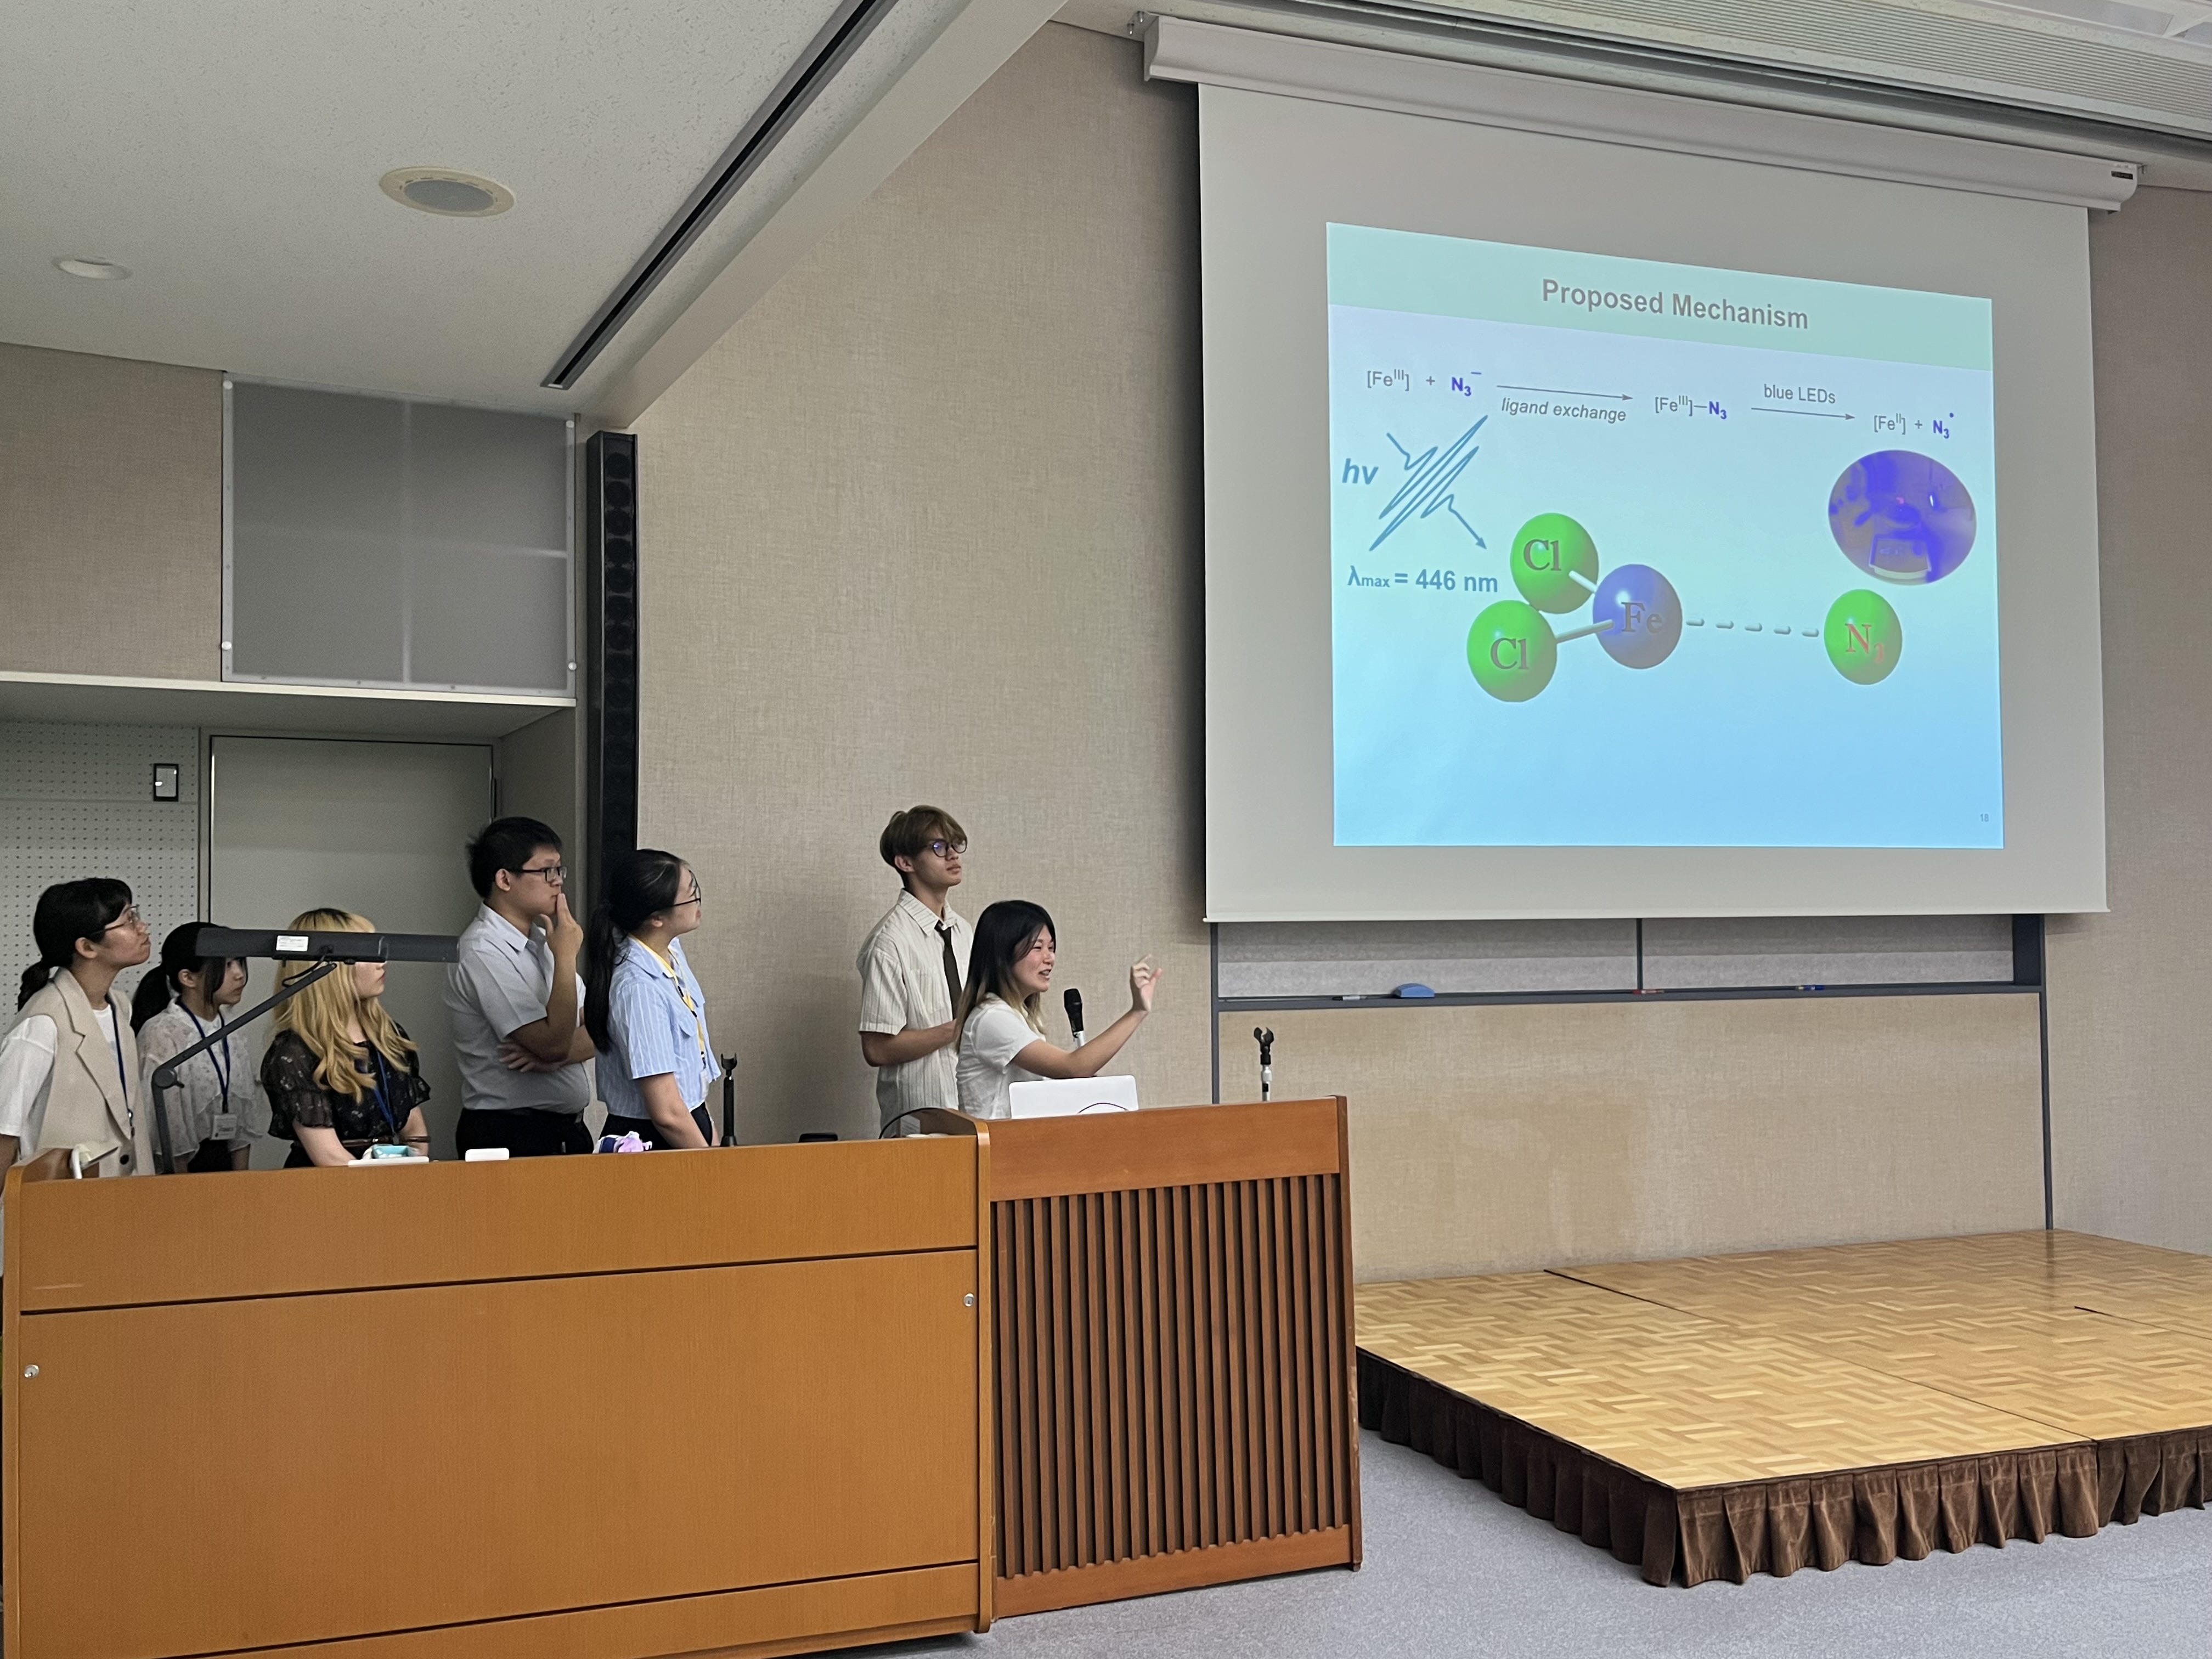 Proposed Mechanism
[Feᴵᴵᴵ] + N₃⁻ ligand exchange [Feᴵᴵᴵ]—N₃ blue LEDs [Feᴵᴵ] + N₃•
hν
λmax = 446 nm
Cl
Cl
Fe
N₃
18